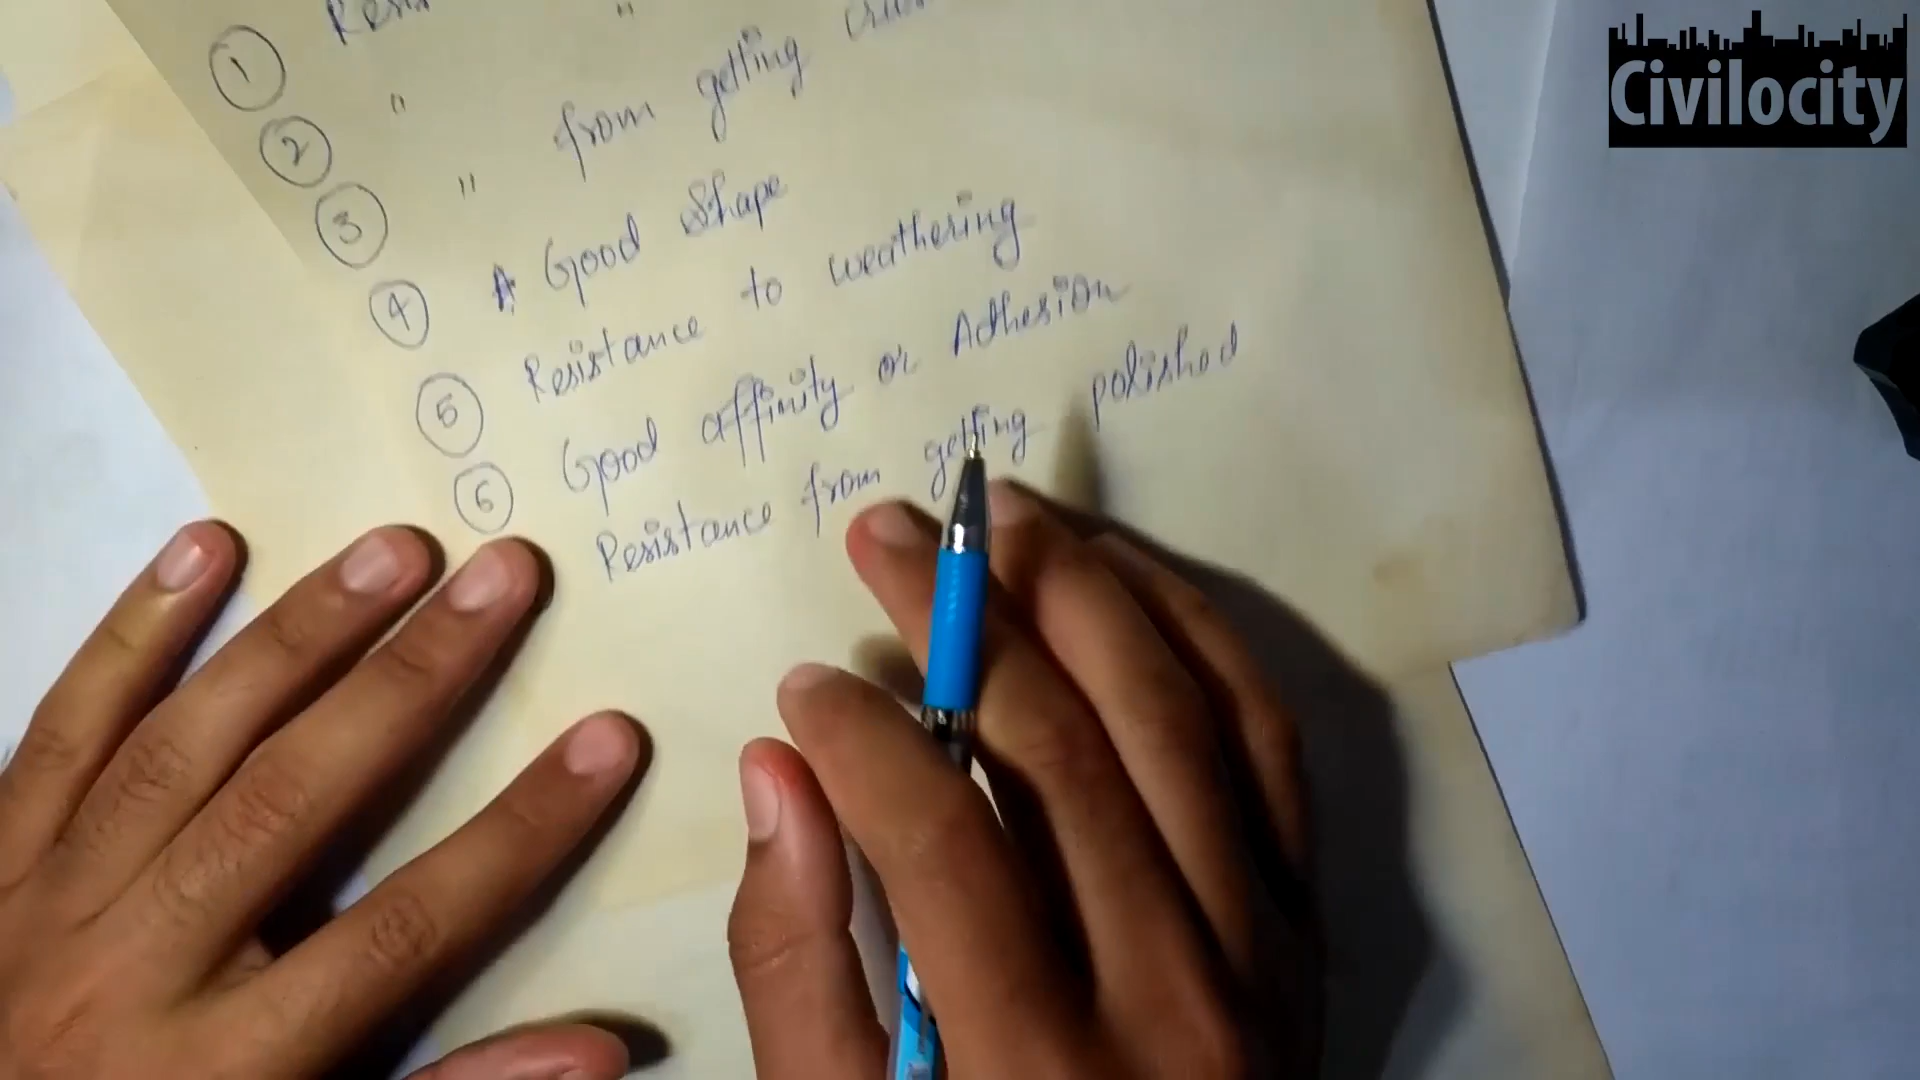 1
2 " "
3 " from getting
4 A Good Shape
5 Resistance to weathering
6 Good affinity or Adhesion
Resistance from getting polished
Civilocity